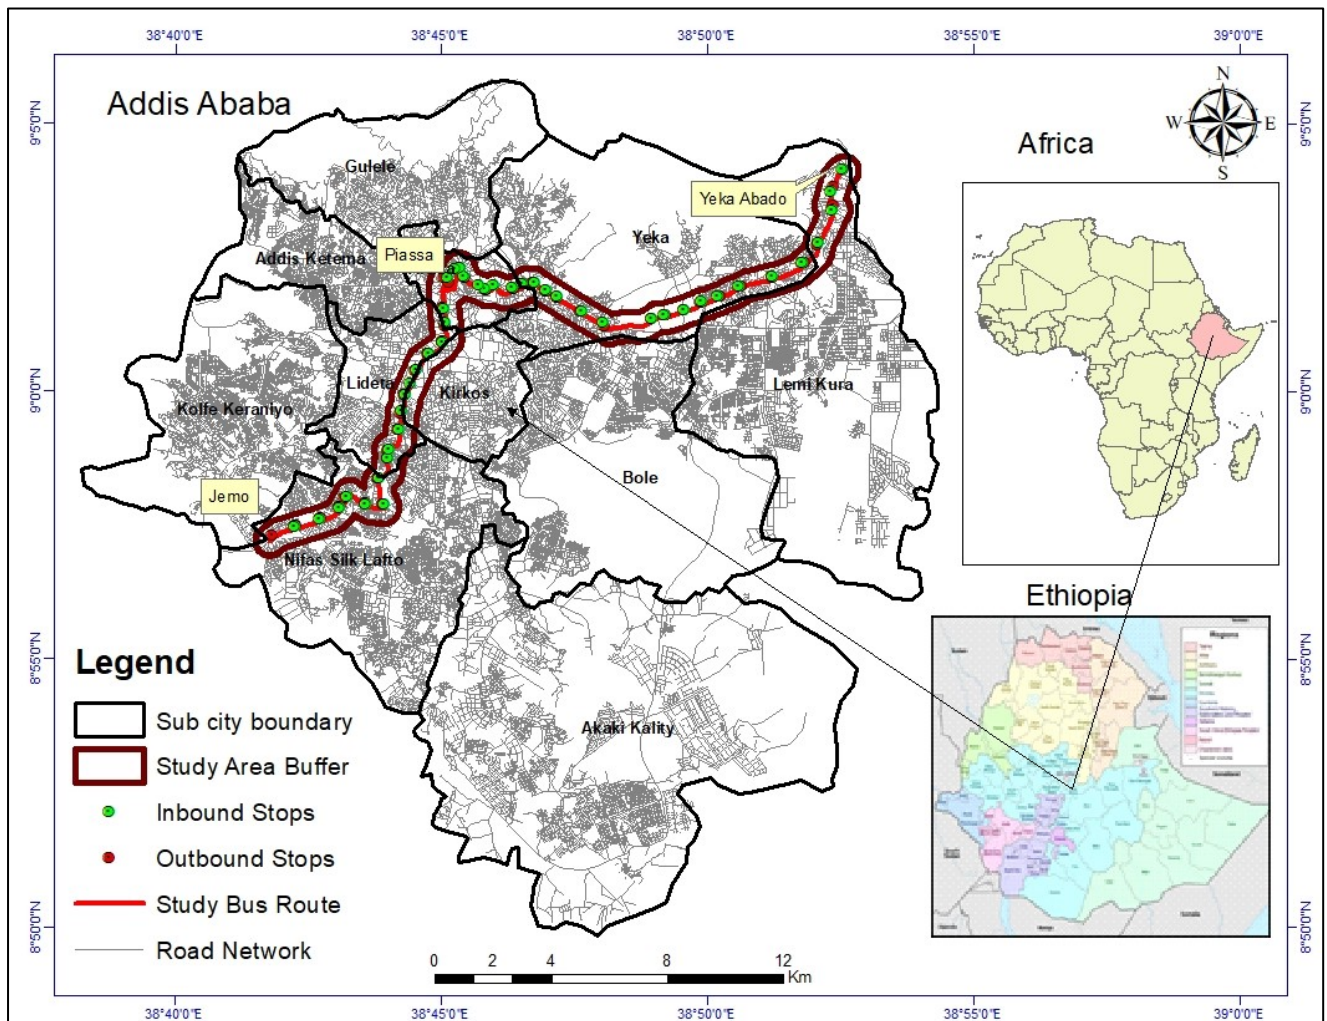 38°40'0"E 38°45'0"E 38°50'0"E 38°55'0"E 39°0'0"E
Addis Ababa
N
W E
S
9°5'0"N 9°5'0"N
Africa
Gulele
Yeka Abado
Yeka
Piassa
Addis Ketema
9°0'0"N 9°0'0"N
Lideta
Kirkos
Lemi Kura
Kolfe Keraniyo
Bole
Jemo
Nifas Silk Lafto
Ethiopia
Regions
8°55'0"N 8°55'0"N
Legend
Sub city boundary
Study Area Buffer
Inbound Stops
Outbound Stops
Study Bus Route
Road Network
Akaki Kality
8°50'0"N 8°50'0"N
0 2 4 8 12
Km
38°40'0"E 38°45'0"E 38°50'0"E 38°55'0"E 39°0'0"E